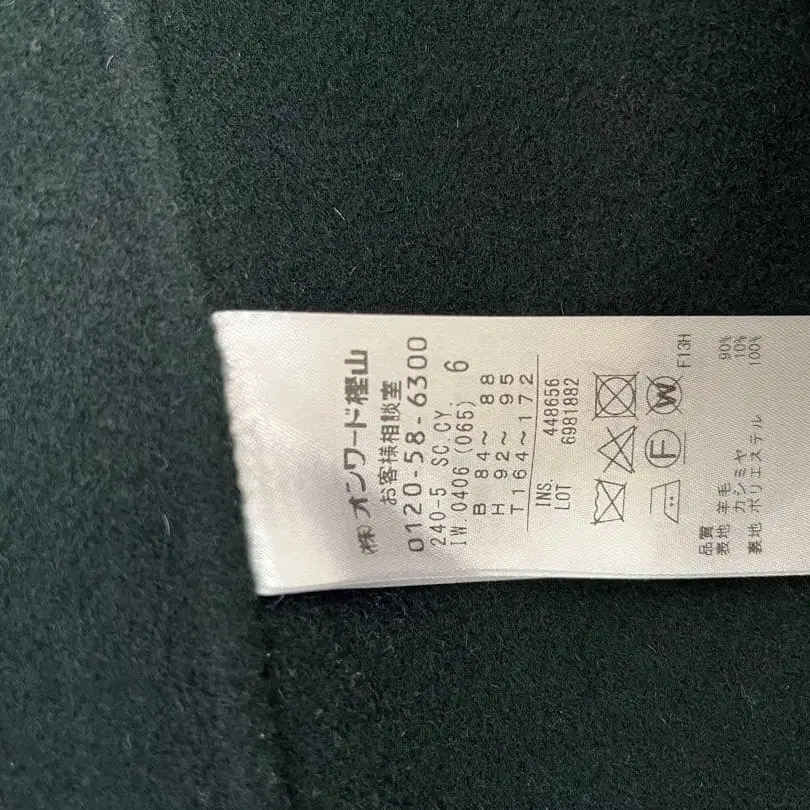 (株)オンワード樫山
お客様相談室
0120-58-6300
240-5 SC.CY.
IW.0406 (065) 6
B 84~ 88
H 92~ 95
T164~172
INS. 448656
LOT 6981882
W
F
F13H
品質
表地 羊毛 90%
カシミヤ 10%
裏地 ポリエステル 100%